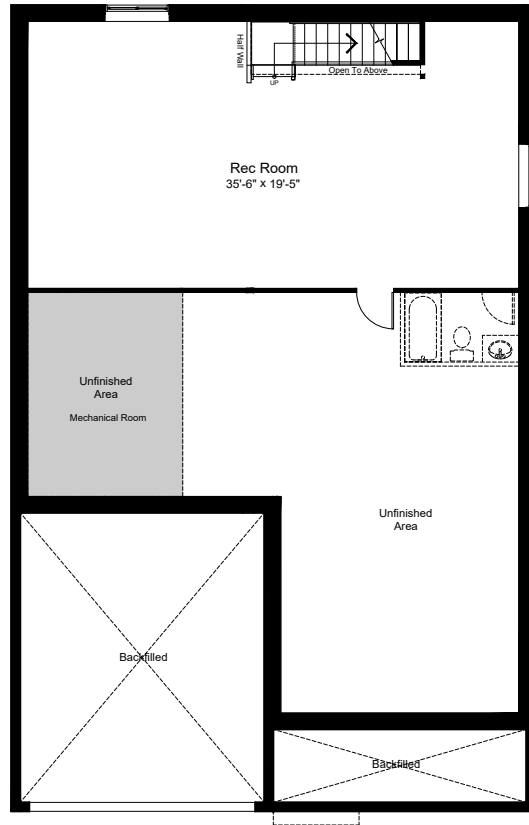 Half Wall
UP
Open To Above
Rec Room
35'-6" x 19'-5"
Unfinished
Area
Mechanical Room
Unfinished
Area
Backfilled
Backfilled